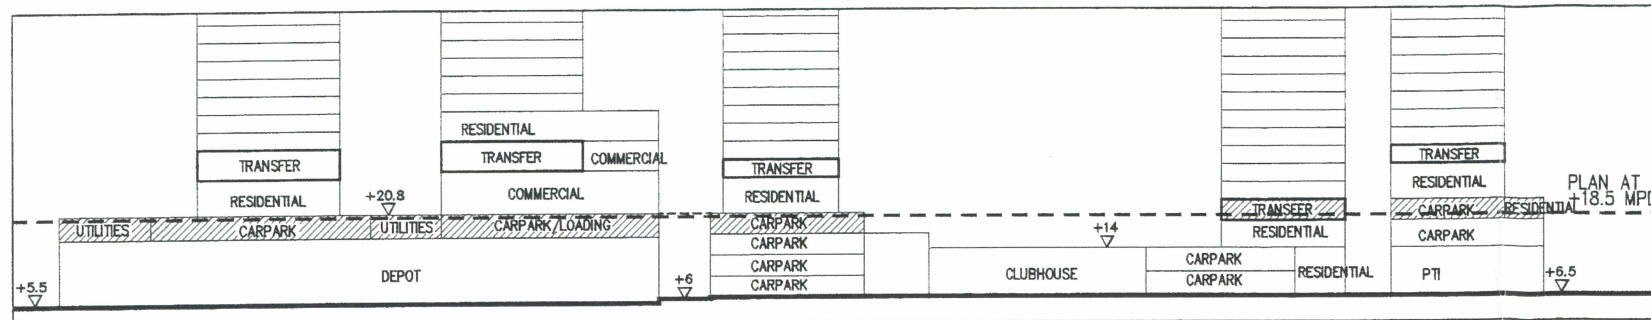 RESIDENTIAL
TRANSFER
TRANSFER
COMMERCIAL
TRANSFER
TRANSFER
RESIDENTIAL
+20.8
COMMERCIAL
RESIDENTIAL
TRANSFER
RESIDENTIAL
CARPARK
RESIDENTIAL
PLAN AT
+18.5
UTILITIES
CARPARK
UTILITIES
CARPARK/LOADING
CARPARK
CARPARK
CARPARK
CARPARK
+14
RESIDENTIAL
CARPARK
DEPOT
CLUBHOUSE
CARPARK
CARPARK
RESIDENTIAL
PTI
+5.5
+6
+6.5